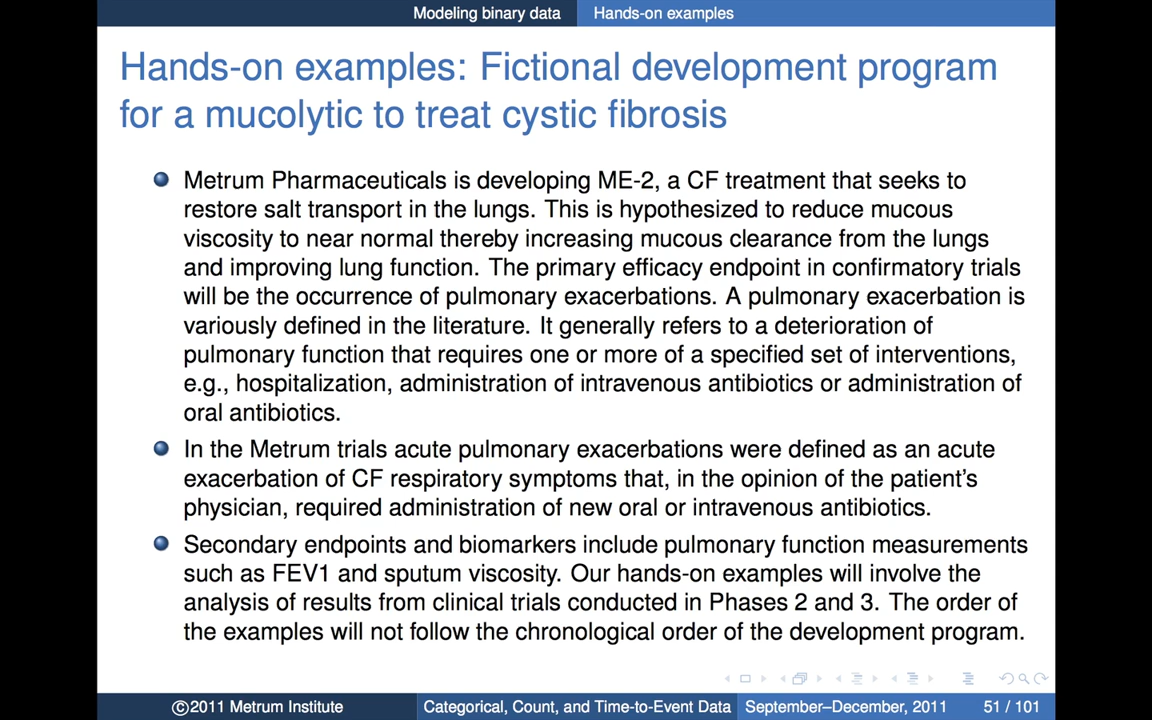 Modeling binary data Hands-on examples
Hands-on examples: Fictional development program
for a mucolytic to treat cystic fibrosis
Metrum Pharmaceuticals is developing ME-2, a CF treatment that seeks to
restore salt transport in the lungs. This is hypothesized to reduce mucous
viscosity to near normal thereby increasing mucous clearance from the lungs
and improving lung function. The primary efficacy endpoint in confirmatory trials
will be the occurrence of pulmonary exacerbations. A pulmonary exacerbation is
variously defined in the literature. It generally refers to a deterioration of
pulmonary function that requires one or more of a specified set of interventions,
e.g., hospitalization, administration of intravenous antibiotics or administration of
oral antibiotics.
In the Metrum trials acute pulmonary exacerbations were defined as an acute
exacerbation of CF respiratory symptoms that, in the opinion of the patient's
physician, required administration of new oral or intravenous antibiotics.
Secondary endpoints and biomarkers include pulmonary function measurements
such as FEV1 and sputum viscosity. Our hands-on examples will involve the
analysis of results from clinical trials conducted in Phases 2 and 3. The order of
the examples will not follow the chronological order of the development program.
©2011 Metrum Institute Categorical, Count, and Time-to-Event Data September–December, 2011 51 / 101